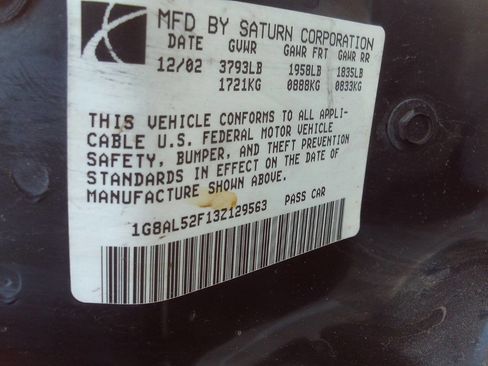 MFD BY SATURN CORPORATION
DATE GVWR GAWR FRT GAWR RR
12/02 3793LB 1958LB 1835LB
1721KG 0888KG 0833KG
THIS VEHICLE CONFORMS TO ALL APPLI-
CABLE U.S. FEDERAL MOTOR VEHICLE
SAFETY, BUMPER, AND THEFT PREVENTION
STANDARDS IN EFFECT ON THE DATE OF
MANUFACTURE SHOWN ABOVE.
1G8AL52F13Z129563 PASS CAR